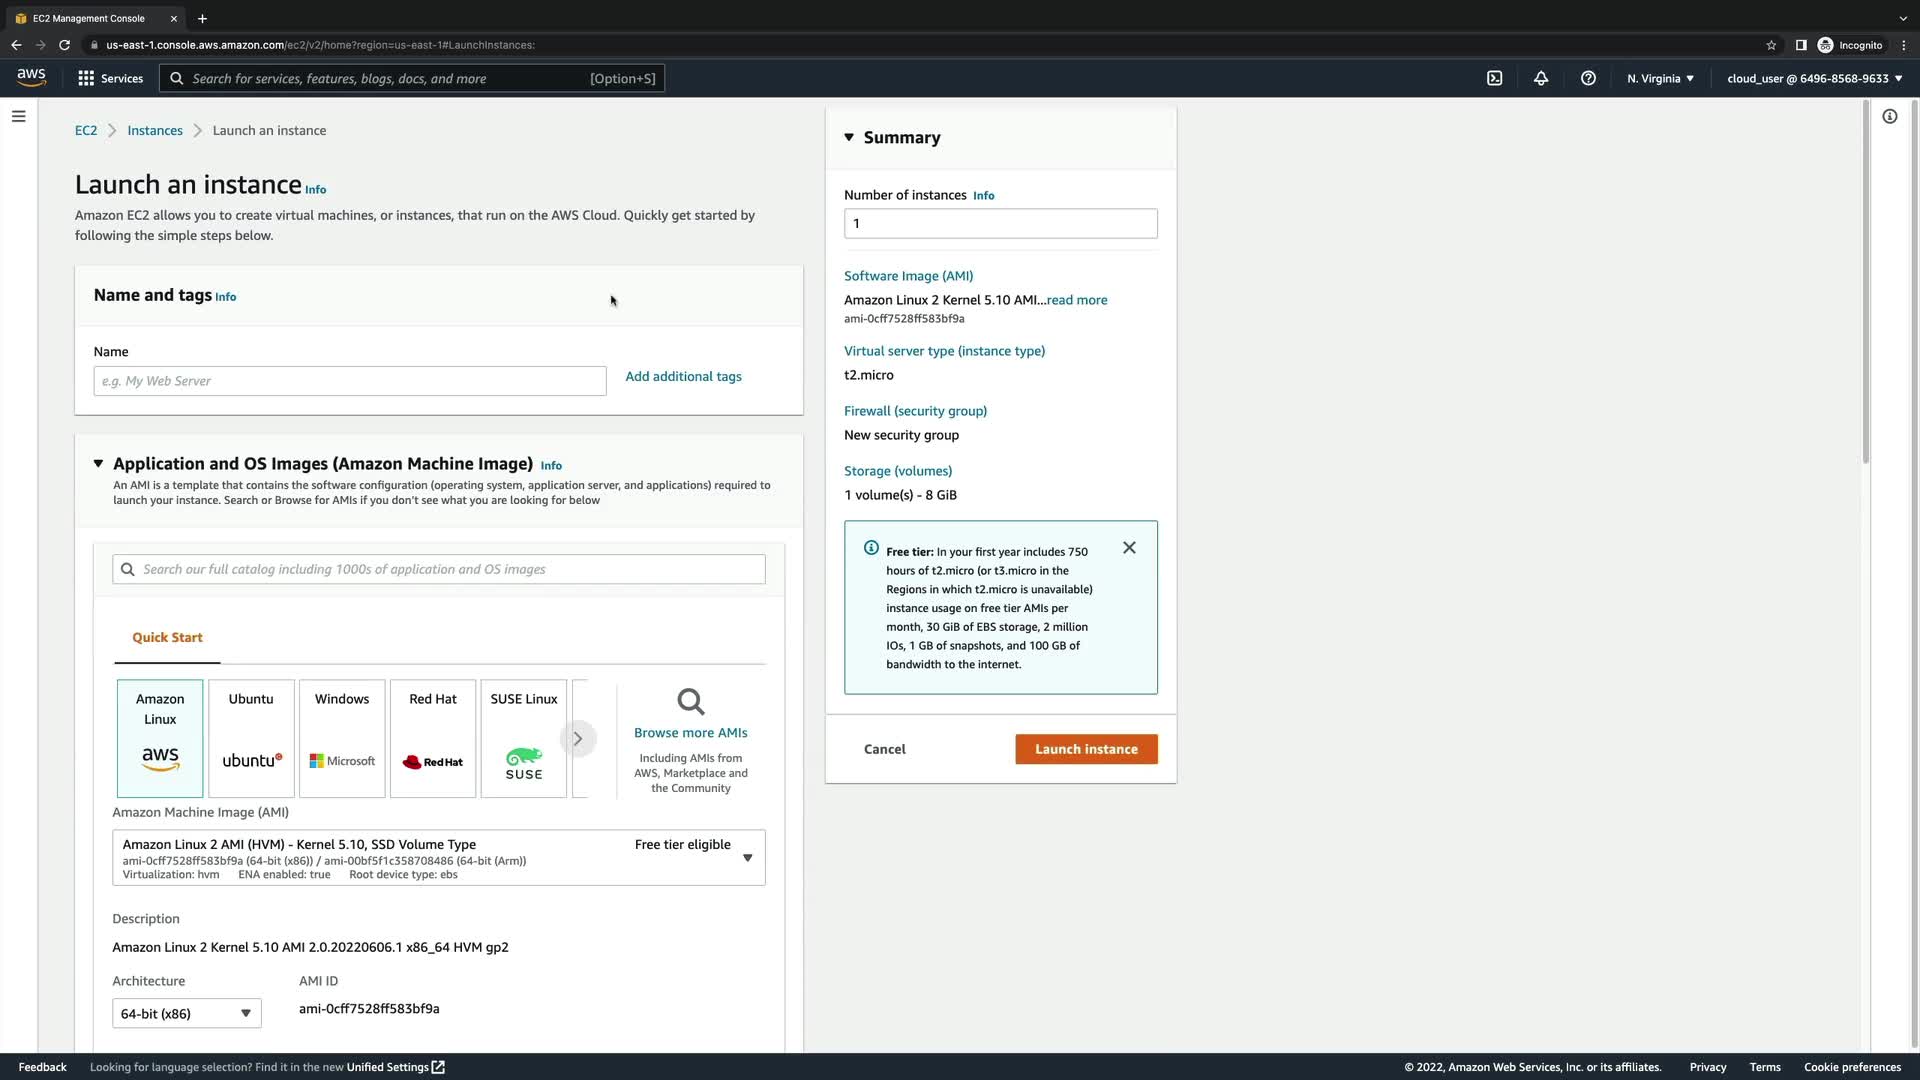 EC2 Management Console
us-east-1.console.aws.amazon.com/ec2/v2/home?region=us-east-1#LaunchInstances:
Incognito
aws
Services
Search for services, features, blogs, docs, and more
[Option+S]
N. Virginia
cloud_user @ 6496-8568-9633
EC2
Instances
Launch an instance
Launch an instance Info
Amazon EC2 allows you to create virtual machines, or instances, that run on the AWS Cloud. Quickly get started by
following the simple steps below.
Name and tags Info
Name
e.g. My Web Server
Add additional tags
Application and OS Images (Amazon Machine Image) Info
An AMI is a template that contains the software configuration (operating system, application server, and applications) required to
launch your instance. Search or Browse for AMIs if you don't see what you are looking for below
Search our full catalog including 1000s of application and OS images
Quick Start
Amazon
Linux
aws
Ubuntu
ubuntu
Windows
Microsoft
Red Hat
Red Hat
SUSE Linux
SUSE
Browse more AMIs
Including AMIs from
AWS, Marketplace and
the Community
Amazon Machine Image (AMI)
Amazon Linux 2 AMI (HVM) - Kernel 5.10, SSD Volume Type
Free tier eligible
ami-0cff7528ff583bf9a (64-bit (x86)) / ami-00bf5f1c358708486 (64-bit (Arm))
Virtualization: hvm ENA enabled: true Root device type: ebs
Description
Amazon Linux 2 Kernel 5.10 AMI 2.0.20220606.1 x86_64 HVM gp2
Architecture
AMI ID
64-bit (x86)
ami-0cff7528ff583bf9a
Summary
Number of instances Info
1
Software Image (AMI)
Amazon Linux 2 Kernel 5.10 AMI...read more
ami-0cff7528ff583bf9a
Virtual server type (instance type)
t2.micro
Firewall (security group)
New security group
Storage (volumes)
1 volume(s) - 8 GiB
Free tier: In your first year includes 750
hours of t2.micro (or t3.micro in the
Regions in which t2.micro is unavailable)
instance usage on free tier AMIs per
month, 30 GiB of EBS storage, 2 million
IOs, 1 GB of snapshots, and 100 GB of
bandwidth to the internet.
Cancel
Launch instance
Feedback
Looking for language selection? Find it in the new Unified Settings
© 2022, Amazon Web Services, Inc. or its affiliates.
Privacy
Terms
Cookie preferences